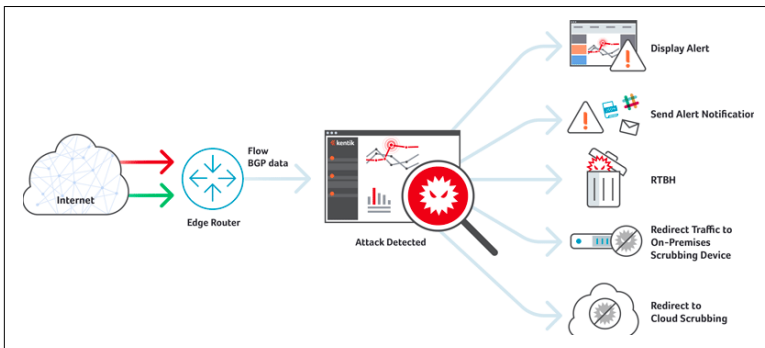 Internet
Edge Router
Flow
BGP data
kentik
Attack Detected
Display Alert
Send Alert Notification
RTBH
Redirect Traffic to
On-Premises
Scrubbing Device
Redirect to
Cloud Scrubbing